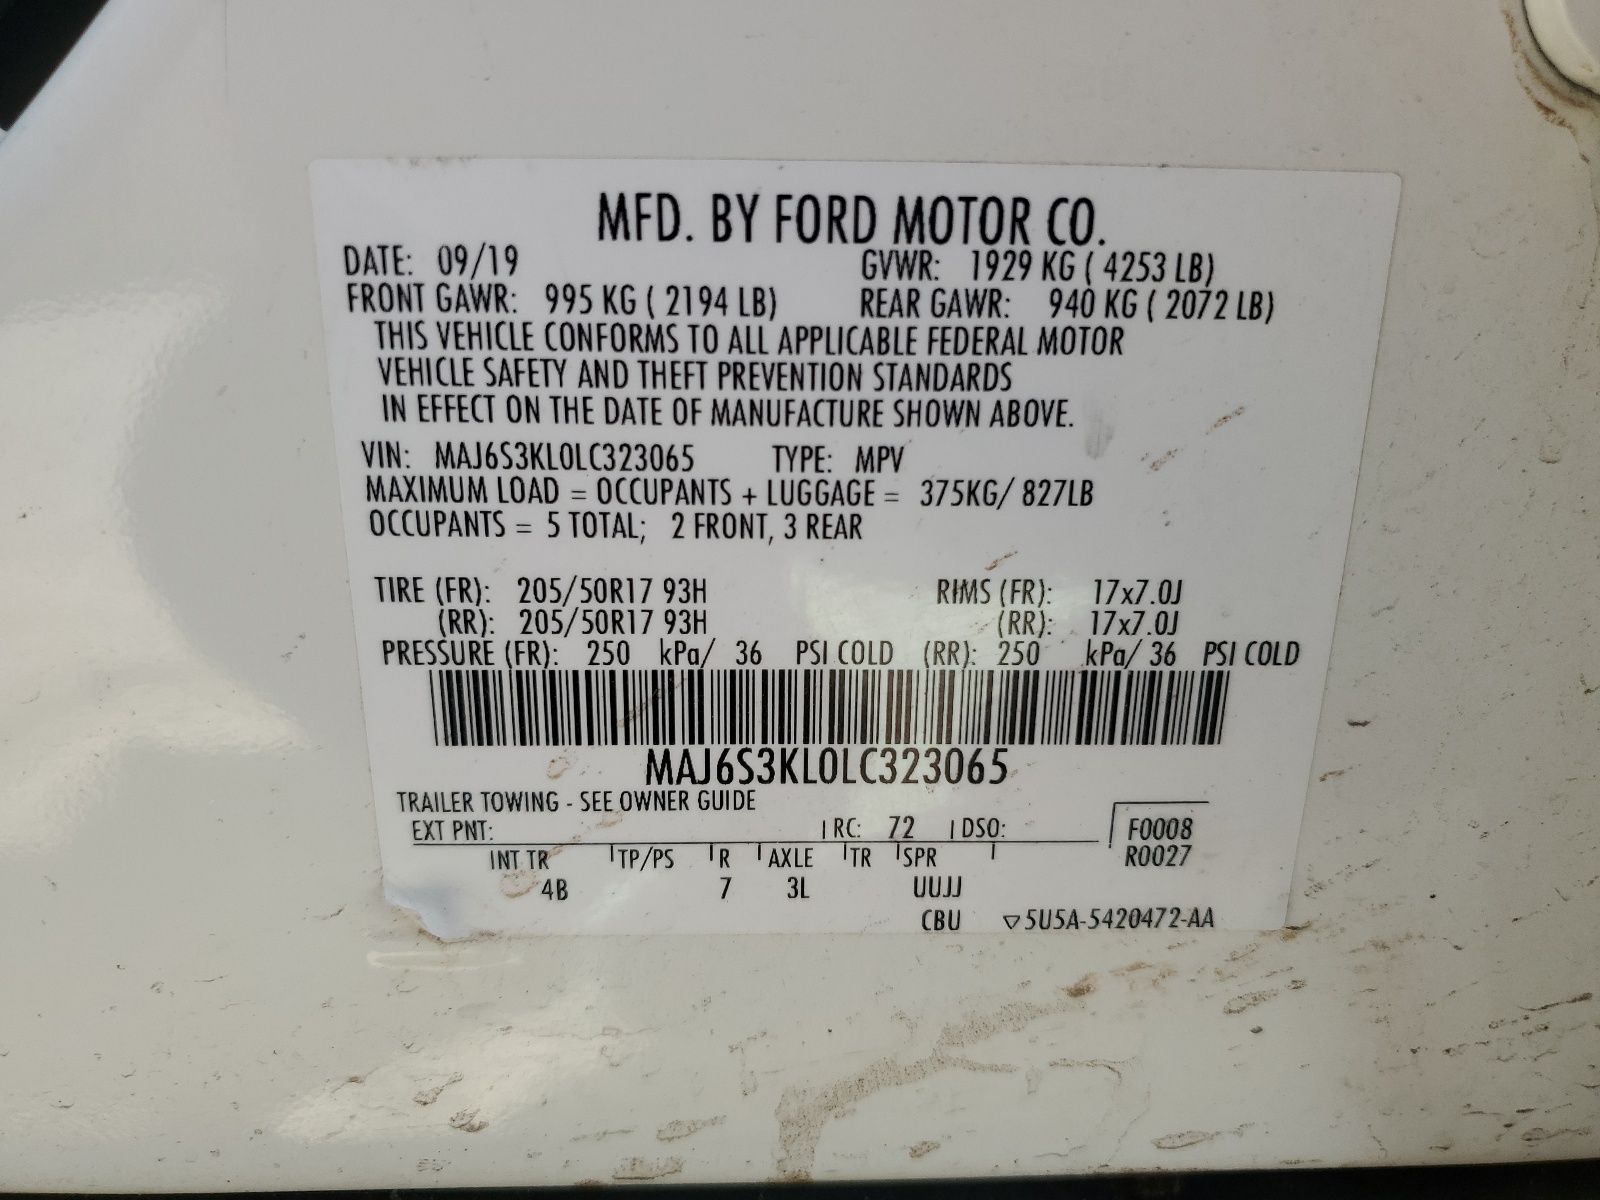 MFD. BY FORD MOTOR CO.
DATE: 09/19 GVWR: 1929 KG ( 4253 LB)
FRONT GAWR: 995 KG ( 2194 LB) REAR GAWR: 940 KG ( 2072 LB)
THIS VEHICLE CONFORMS TO ALL APPLICABLE FEDERAL MOTOR
VEHICLE SAFETY AND THEFT PREVENTION STANDARDS
IN EFFECT ON THE DATE OF MANUFACTURE SHOWN ABOVE.
VIN: MAJ6S3KL0LC323065 TYPE: MPV
MAXIMUM LOAD = OCCUPANTS + LUGGAGE = 375KG/ 827LB
OCCUPANTS = 5 TOTAL; 2 FRONT, 3 REAR
TIRE (FR): 205/50R17 93H RIMS (FR): 17x7.0J
(RR): 205/50R17 93H (RR): 17x7.0J
PRESSURE (FR): 250 kPa/ 36 PSI COLD (RR): 250 kPa/ 36 PSI COLD
MAJ6S3KL0LC323065
TRAILER TOWING - SEE OWNER GUIDE
EXT PNT: RC: 72 DSO: F0008
INT TR TP/PS R AXLE TR SPR R0027
4B 7 3L UUJJ
CBU ▽5U5A-5420472-AA